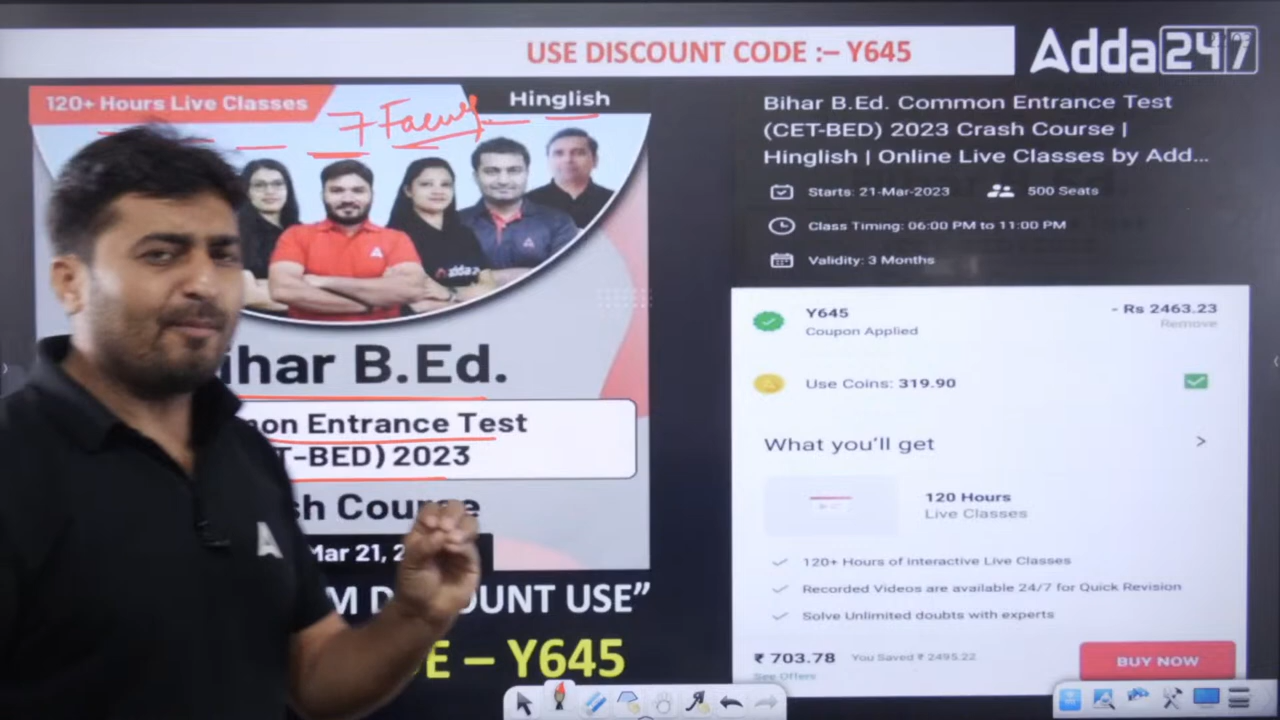 USE DISCOUNT CODE :– Y645
Adda247
120+ Hours Live Classes
7 Faculty
Hinglish
adda
ihar B.Ed.
mon Entrance Test
T-BED) 2023
sh Course
Mar 21, 2
M D OUNT USE”
E – Y645
Bihar B.Ed. Common Entrance Test
(CET-BED) 2023 Crash Course |
Hinglish | Online Live Classes by Add...
Starts: 21-Mar-2023
500 Seats
Class Timing: 06:00 PM to 11:00 PM
Validity: 3 Months
Y645
- Rs 2463.23
Coupon Applied
Remove
Use Coins: 319.90
What you'll get
120 Hours
Live Classes
120+ Hours of Interactive Live Classes
Recorded Videos are available 24/7 for Quick Revision
Solve Unlimited doubts with experts
₹ 703.78
You Saved ₹ 2495.22
See Offers
BUY NOW